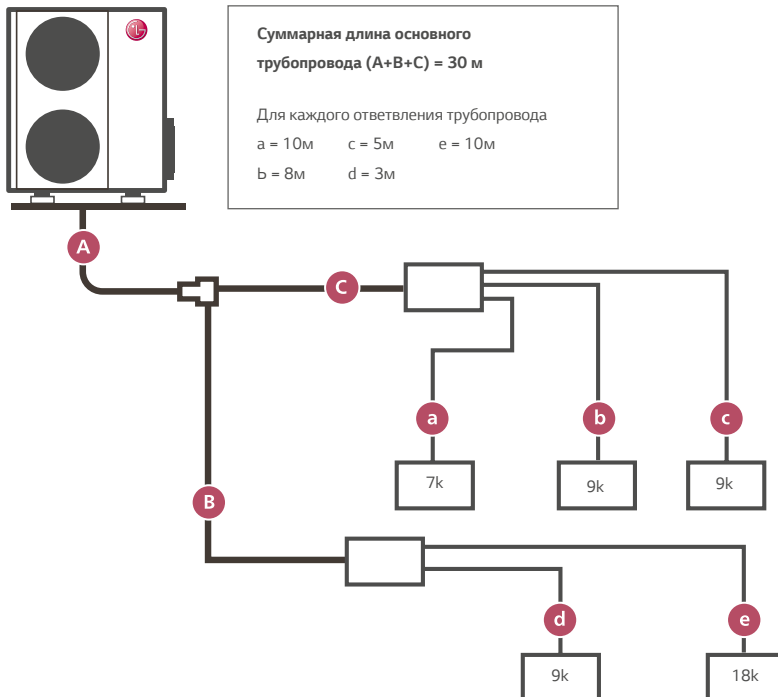 Суммарная длина основного
трубопровода (A+B+C) = 30 м
Для каждого ответвления трубопровода
a = 10м c = 5м e = 10м
b = 8м d = 3м
LG
A
C
a
b
c
7k
9k
9k
B
d
e
9k
18k